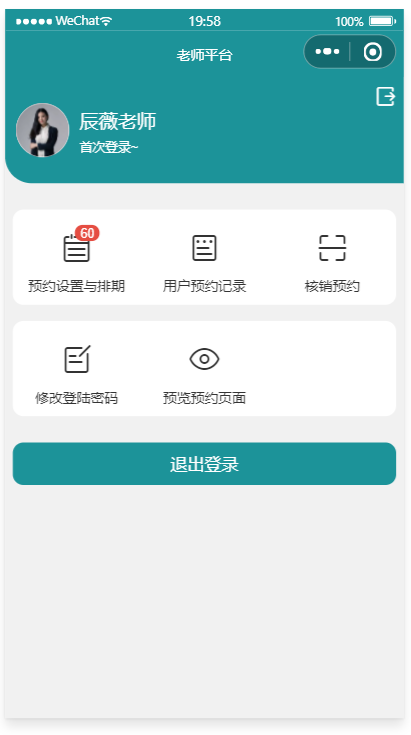 WeChat 19:58 100%
老师平台
辰薇老师
首次登录~
60
预约设置与排期 用户预约记录 核销预约
修改登陆密码 预览预约页面
退出登录